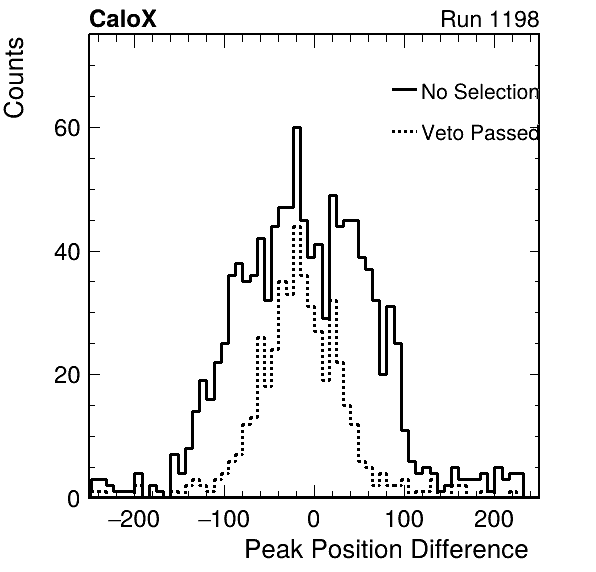 CaloX Run 1198
Counts
No Selection
Veto Passed
60
40
20
0
−200 −100 0 100 200
Peak Position Difference